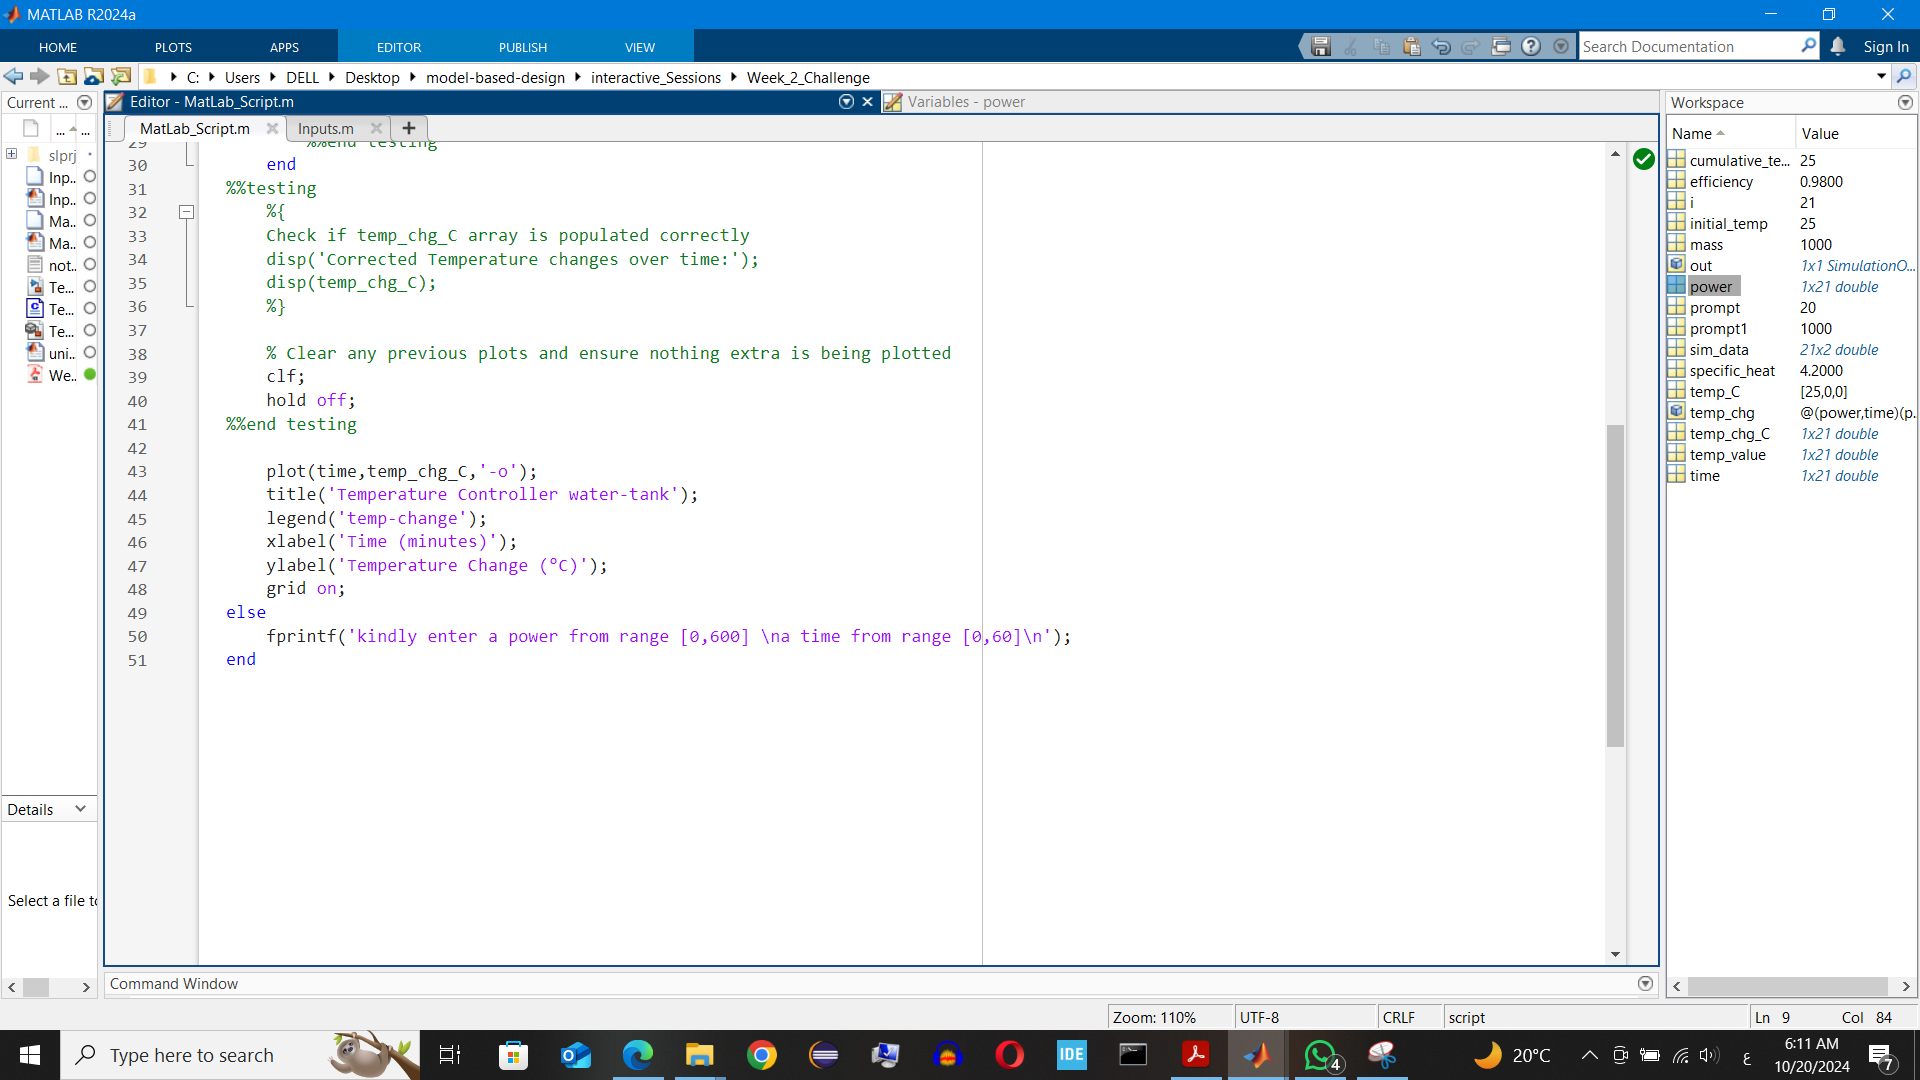 MATLAB R2024a
HOME PLOTS APPS EDITOR PUBLISH VIEW
Search Documentation
Sign In
C: Users DELL Desktop model-based-design interactive_Sessions Week_2_Challenge
Current ...
Editor - MatLab_Script.m
Variables - power
MatLab_Script.m
Inputs.m
... ...
slprj
Inp..
Inp..
Ma..
Ma..
not..
Te...
Te...
Te...
uni...
We..
Details
Select a file to
29 %%end testing
30 end
31 %%testing
32 %{
33 Check if temp_chg_C array is populated correctly
34 disp('Corrected Temperature changes over time:');
35 disp(temp_chg_C);
36 %}
37
38 % Clear any previous plots and ensure nothing extra is being plotted
39 clf;
40 hold off;
41 %%end testing
42
43 plot(time,temp_chg_C,'-o');
44 title('Temperature Controller water-tank');
45 legend('temp-change');
46 xlabel('Time (minutes)');
47 ylabel('Temperature Change (°C)');
48 grid on;
49 else
50 fprintf('kindly enter a power from range [0,600] \na time from range [0,60]\n');
51 end
Command Window
Workspace
Name Value
cumulative_te... 25
efficiency 0.9800
i 21
initial_temp 25
mass 1000
out 1x1 SimulationO...
power 1x21 double
prompt 20
prompt1 1000
sim_data 21x2 double
specific_heat 4.2000
temp_C [25,0,0]
temp_chg @(power,time)(p...
temp_chg_C 1x21 double
temp_value 1x21 double
time 1x21 double
Zoom: 110% UTF-8 CRLF script Ln 9 Col 84
Type here to search
IDE
4
20°C
ع
6:11 AM
10/20/2024
7